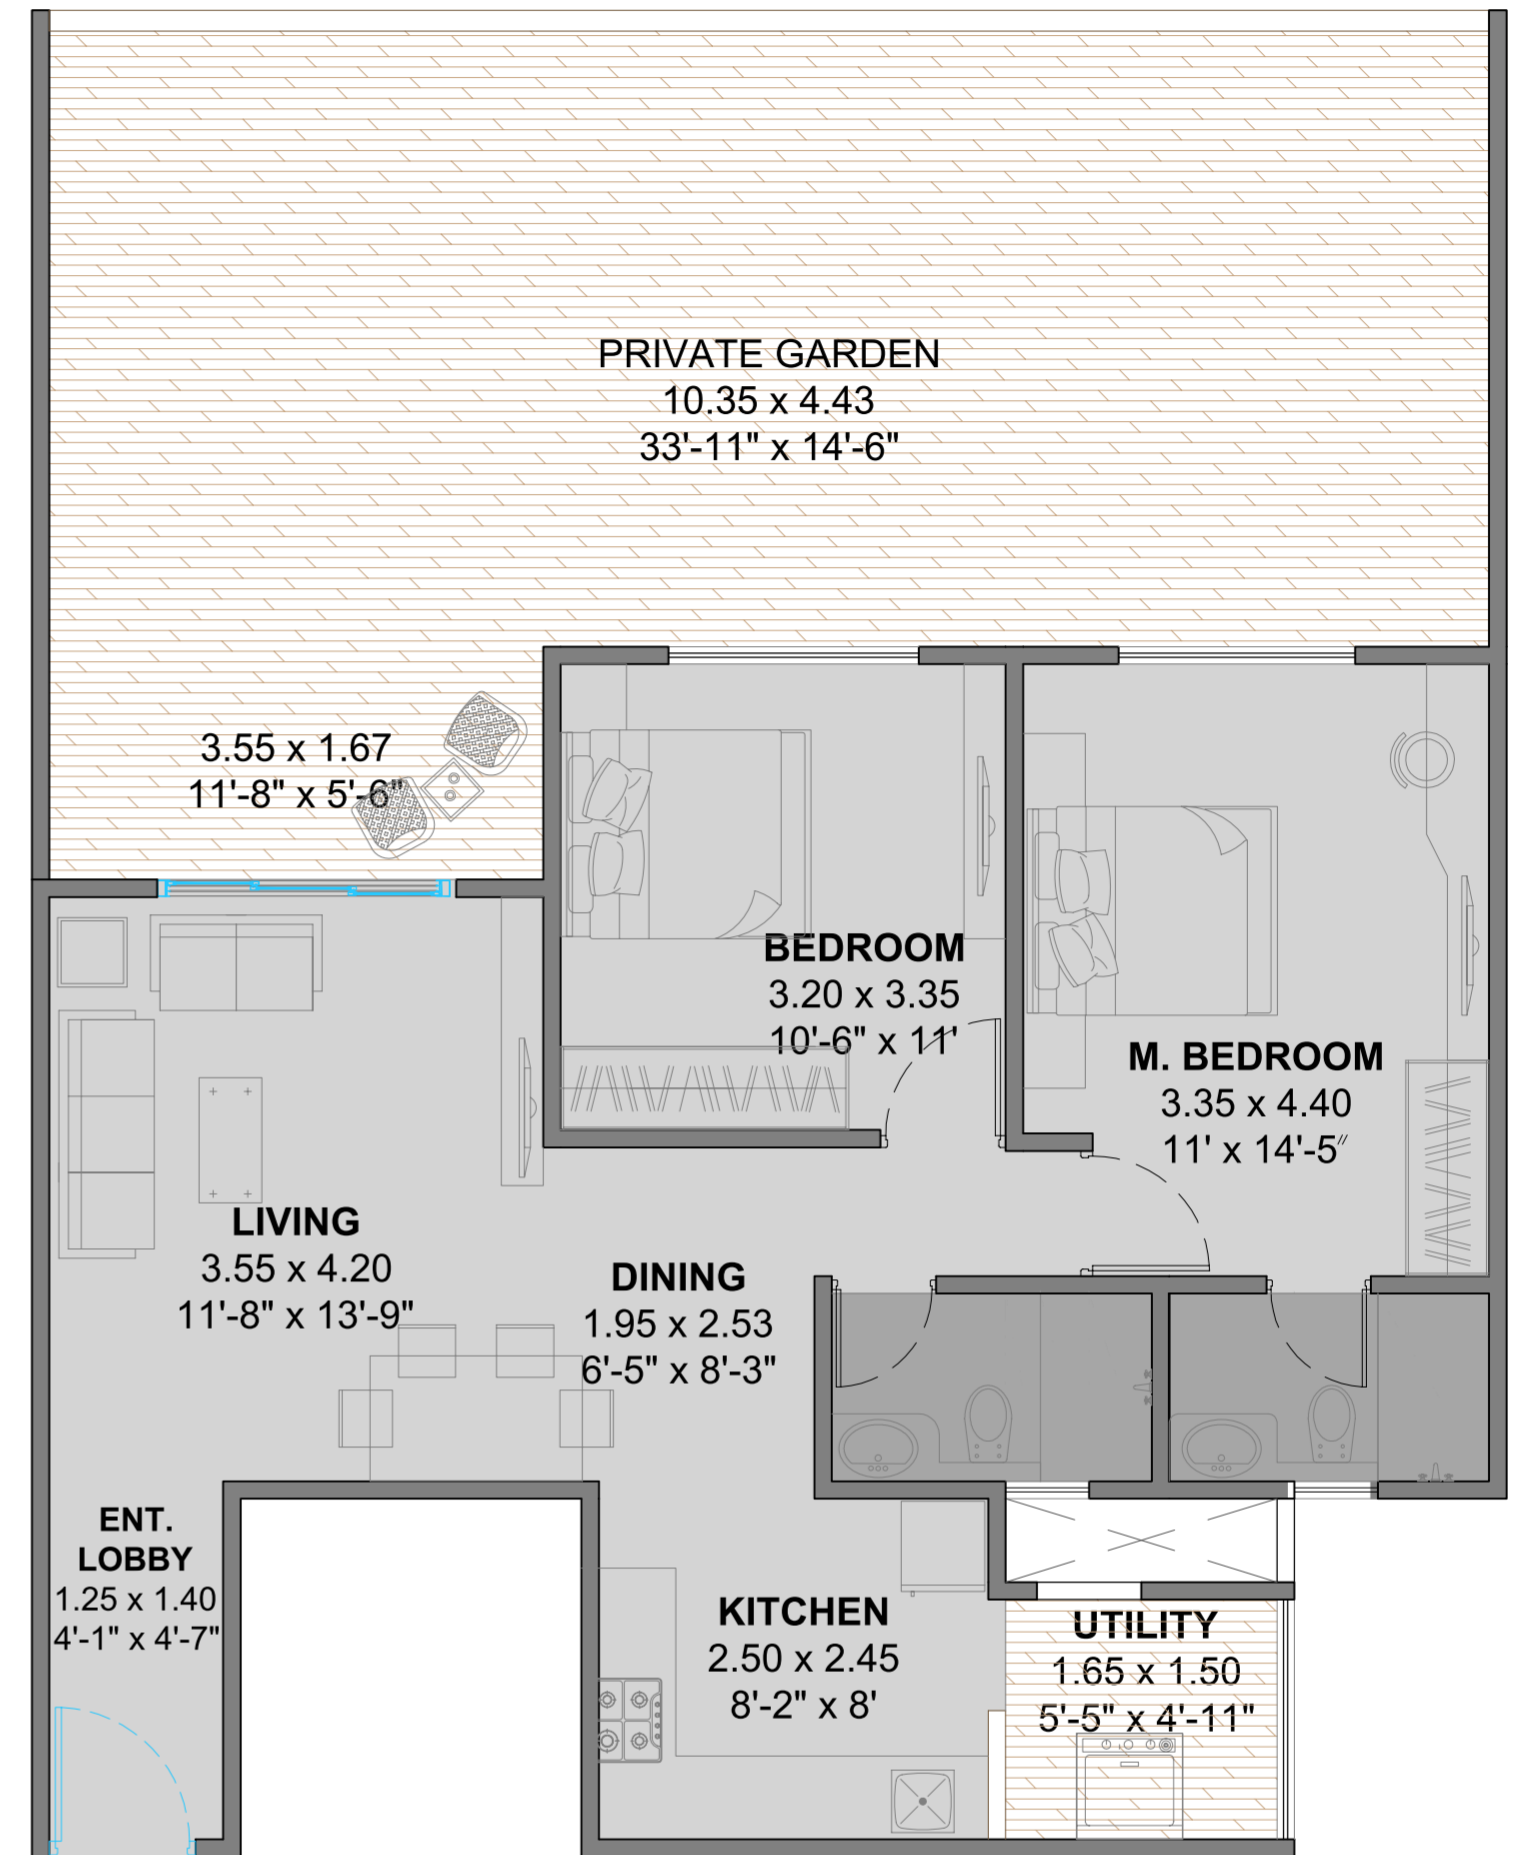 PRIVATE GARDEN
10.35 x 4.43
33'-11" x 14'-6"
3.55 x 1.67
11'-8" x 5'-6"
BEDROOM
3.20 x 3.35
10'-6" x 11'
M. BEDROOM
3.35 x 4.40
11' x 14'-5"
LIVING
3.55 x 4.20
11'-8" x 13'-9"
DINING
1.95 x 2.53
6'-5" x 8'-3"
ENT.
LOBBY
1.25 x 1.40
4'-1" x 4'-7"
KITCHEN
2.50 x 2.45
8'-2" x 8'
UTILITY
1.65 x 1.50
5'-5" x 4'-11"